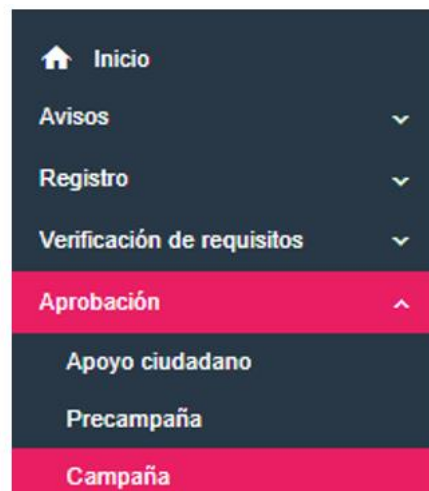 Inicio
Avisos
Registro
Verificación de requisitos
Aprobación
Apoyo ciudadano
Precampaña
Campaña